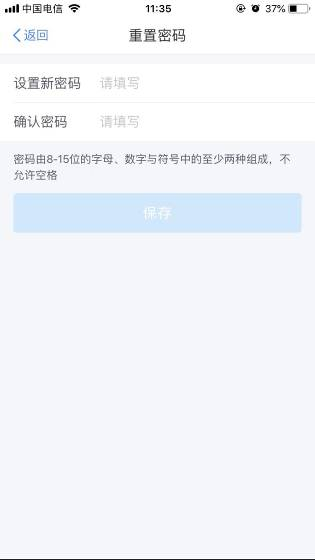 中国电信 11:35 37%
返回 重置密码
设置新密码 请填写
确认密码 请填写
密码由8-15位的字母、数字与符号中的至少两种组成，不
允许空格
保存